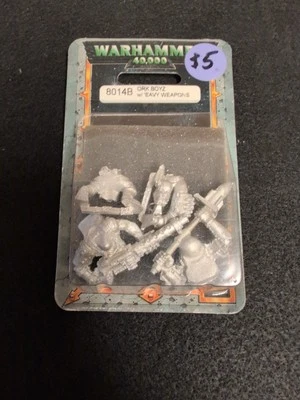 WARHAMME
40,000
$5
8014B
ORK BOYZ
w/ 'EAVY WEAPONS